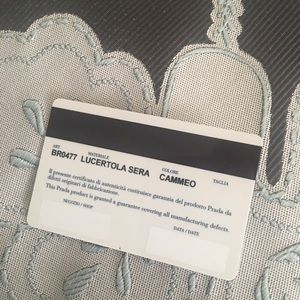 ART MATERIALE COLORE TAGLIA
BR0477 LUCERTOLA SERA CAMMEO
Il presente certificato di autenticità costituisce garanzia del prodotto Prada da
difetti originari di fabbricazione.
This Prada product is granted a guarantee covering all manufacturing defects.
NEGOZIO / SHOP DATA / DATE